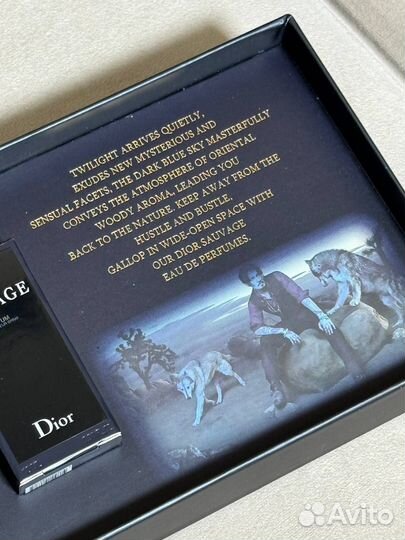 TWILIGHT ARRIVES QUIETLY,
EXUDES NEW MYSTERIOUS AND
SENSUAL FACETS, THE DARK BLUE SKY MASTERFULLY
CONVEYS THE ATMOSPHERE OF ORIENTAL
WOODY AROMA, LEADING YOU
BACK TO THE NATURE. KEEP AWAY FROM THE
HUSTLE AND BUSTLE,
GALLOP IN WIDE-OPEN SPACE WITH
OUR DIOR SAUVAGE
EAU DE PERFUMES.
AGE
UM
Dior
Avito